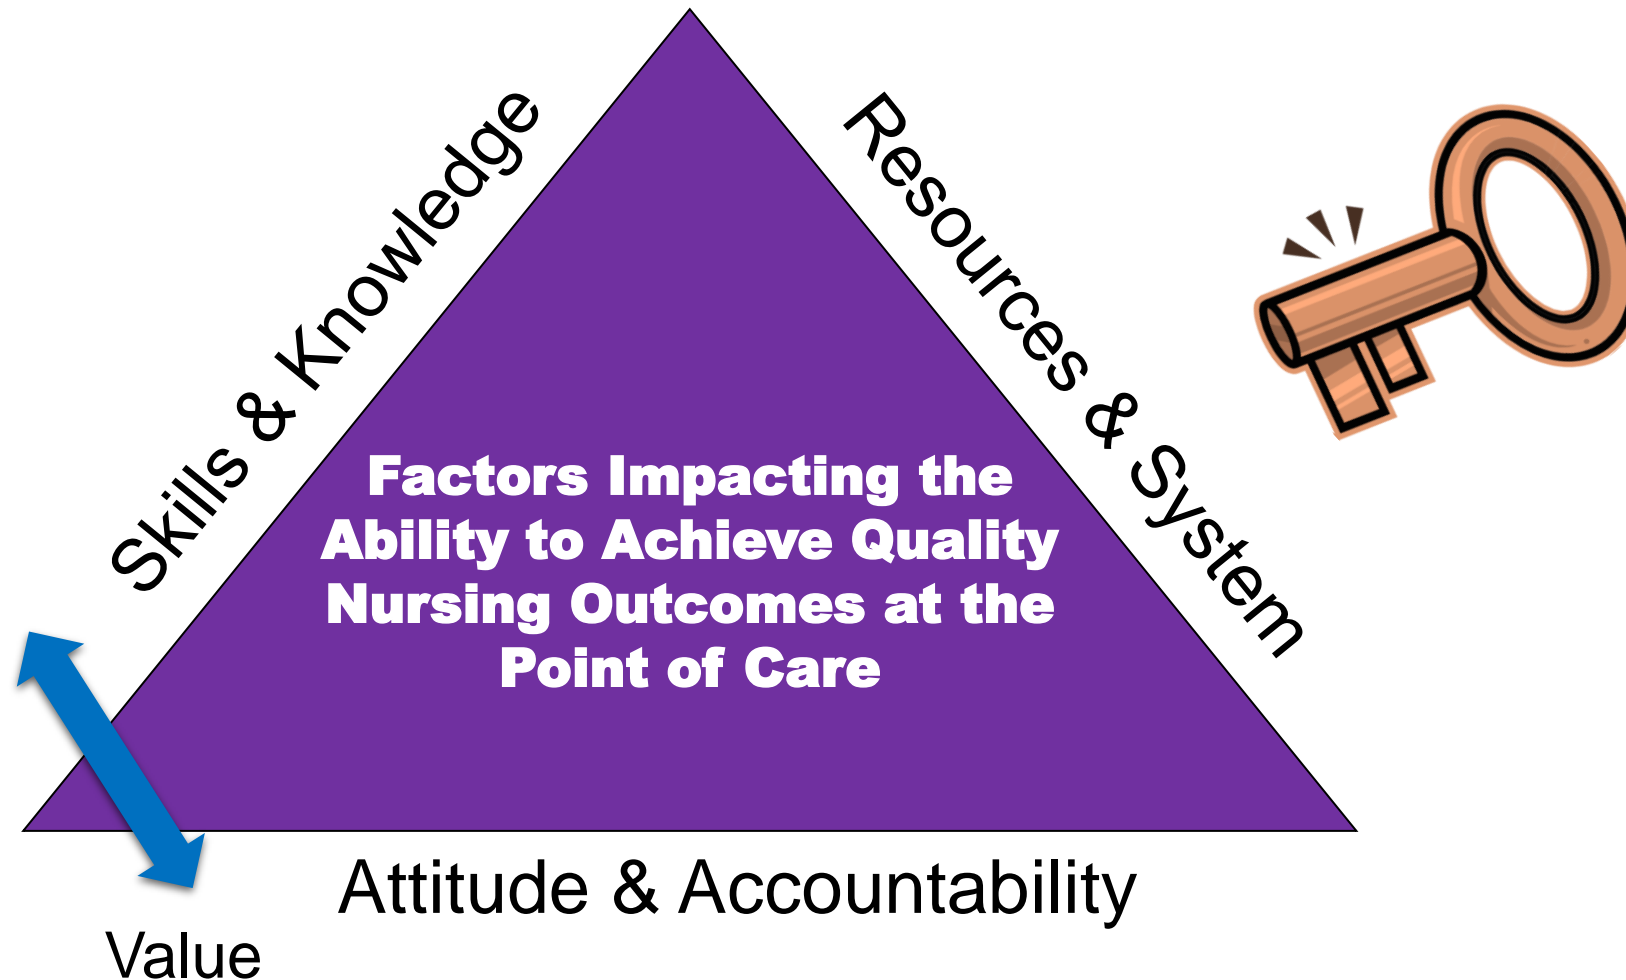 Skills & Knowledge
Resources & System
Factors Impacting the
Ability to Achieve Quality
Nursing Outcomes at the
Point of Care
Attitude & Accountability
Value